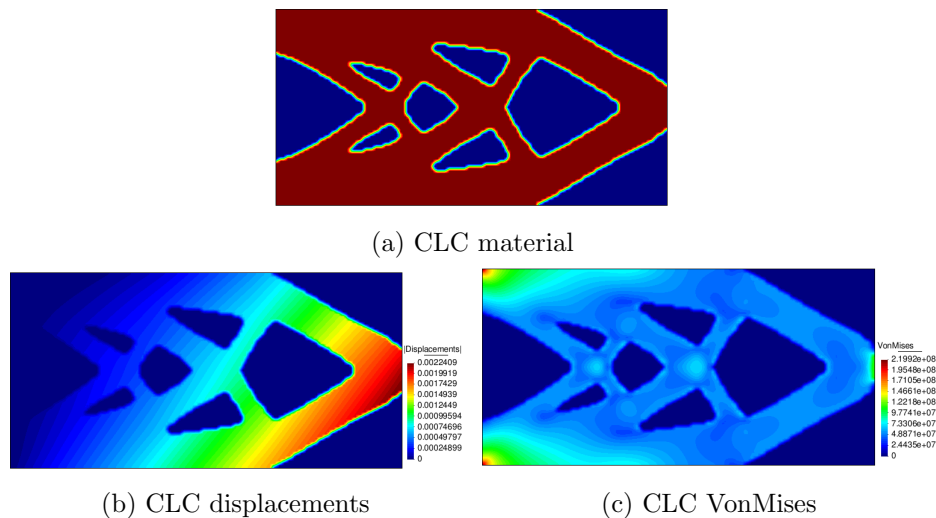 (a) CLC material
|Displacements|
0.0022409
0.0019919
0.0017429
0.0014939
0.0012449
0.00099594
0.00074696
0.00049797
0.00024899
0
VonMises
2.1992e+08
1.9548e+08
1.7105e+08
1.4661e+08
1.2218e+08
9.7741e+07
7.3306e+07
4.8871e+07
2.4435e+07
0
(b) CLC displacements
(c) CLC VonMises